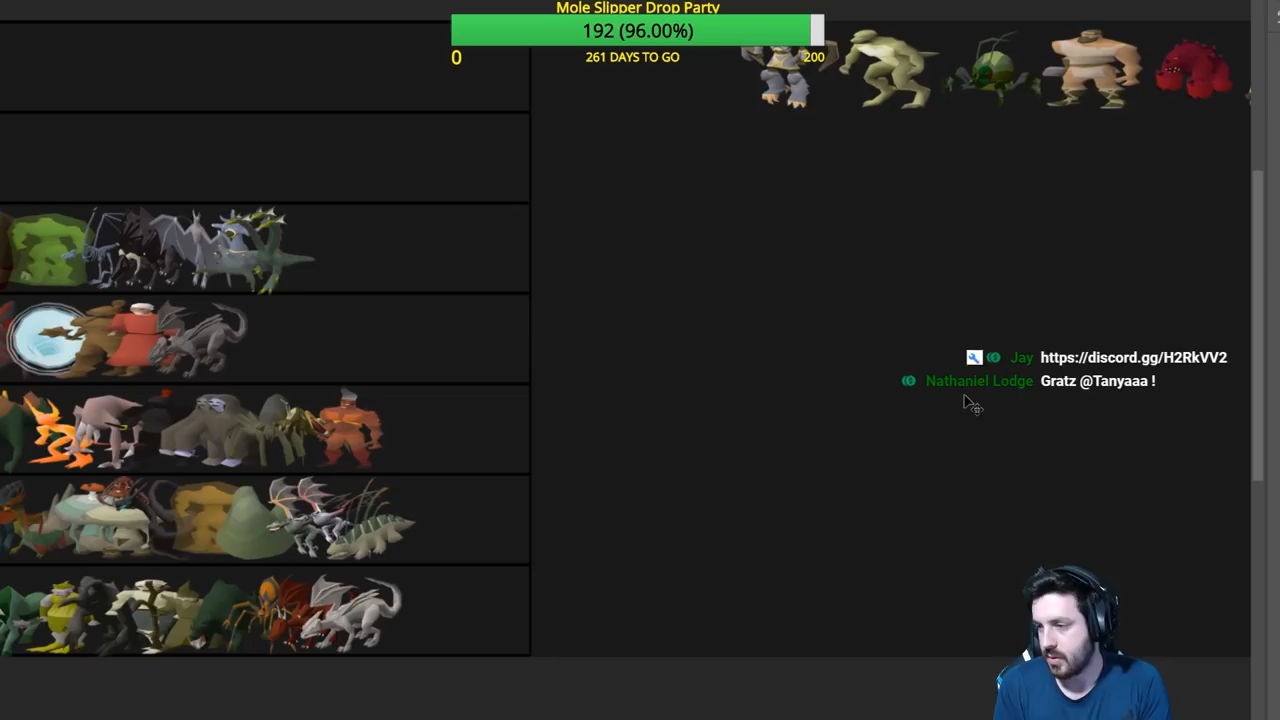 Mole Slipper Drop Party
192 (96.00%)
0
261 DAYS TO GO
200
Jay https://discord.gg/H2RkVV2
Nathaniel Lodge Gratz @Tanyaaa !